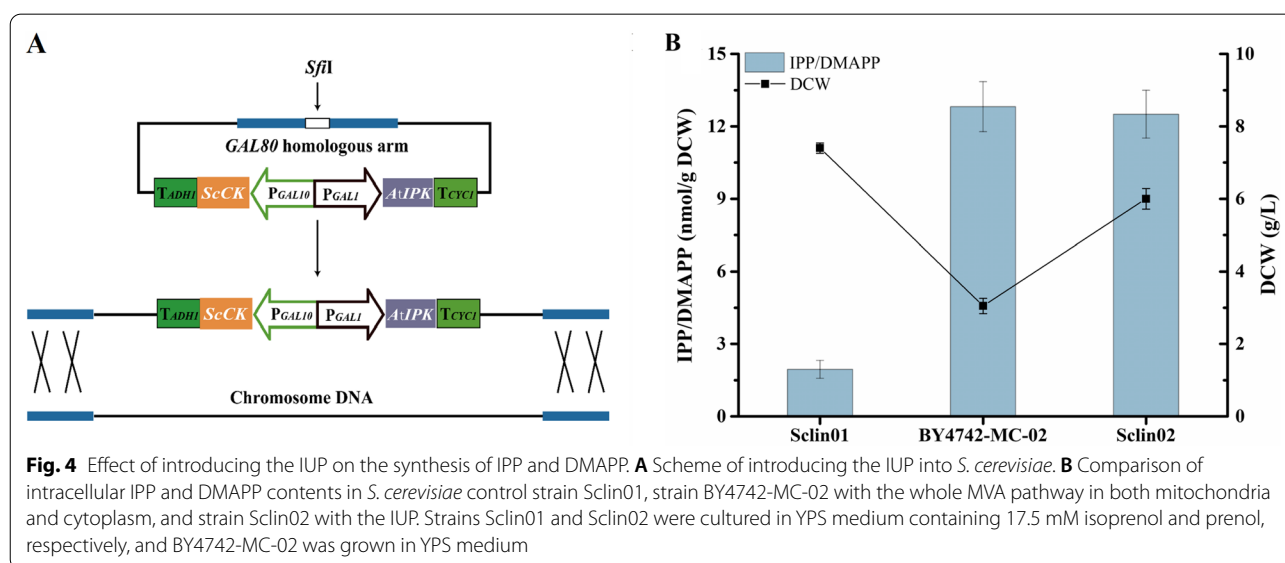 A
SfiI
GAL80 homologous arm
TADH1 ScCK PGAL10 PGAL1 AtIPK TCYC1
TADH1 ScCK PGAL10 PGAL1 AtIPK TCYC1
Chromosome DNA
B
15
12
9
6
3
0
IPP/DMAPP (nmol/g DCW)
IPP/DMAPP
DCW
10
8
6
4
2
0
DCW (g/L)
Sclin01 BY4742-MC-02 Sclin02
Fig. 4 Effect of introducing the IUP on the synthesis of IPP and DMAPP. A Scheme of introducing the IUP into S. cerevisiae. B Comparison of
intracellular IPP and DMAPP contents in S. cerevisiae control strain Sclin01, strain BY4742-MC-02 with the whole MVA pathway in both mitochondria
and cytoplasm, and strain Sclin02 with the IUP. Strains Sclin01 and Sclin02 were cultured in YPS medium containing 17.5 mM isoprenol and prenol,
respectively, and BY4742-MC-02 was grown in YPS medium